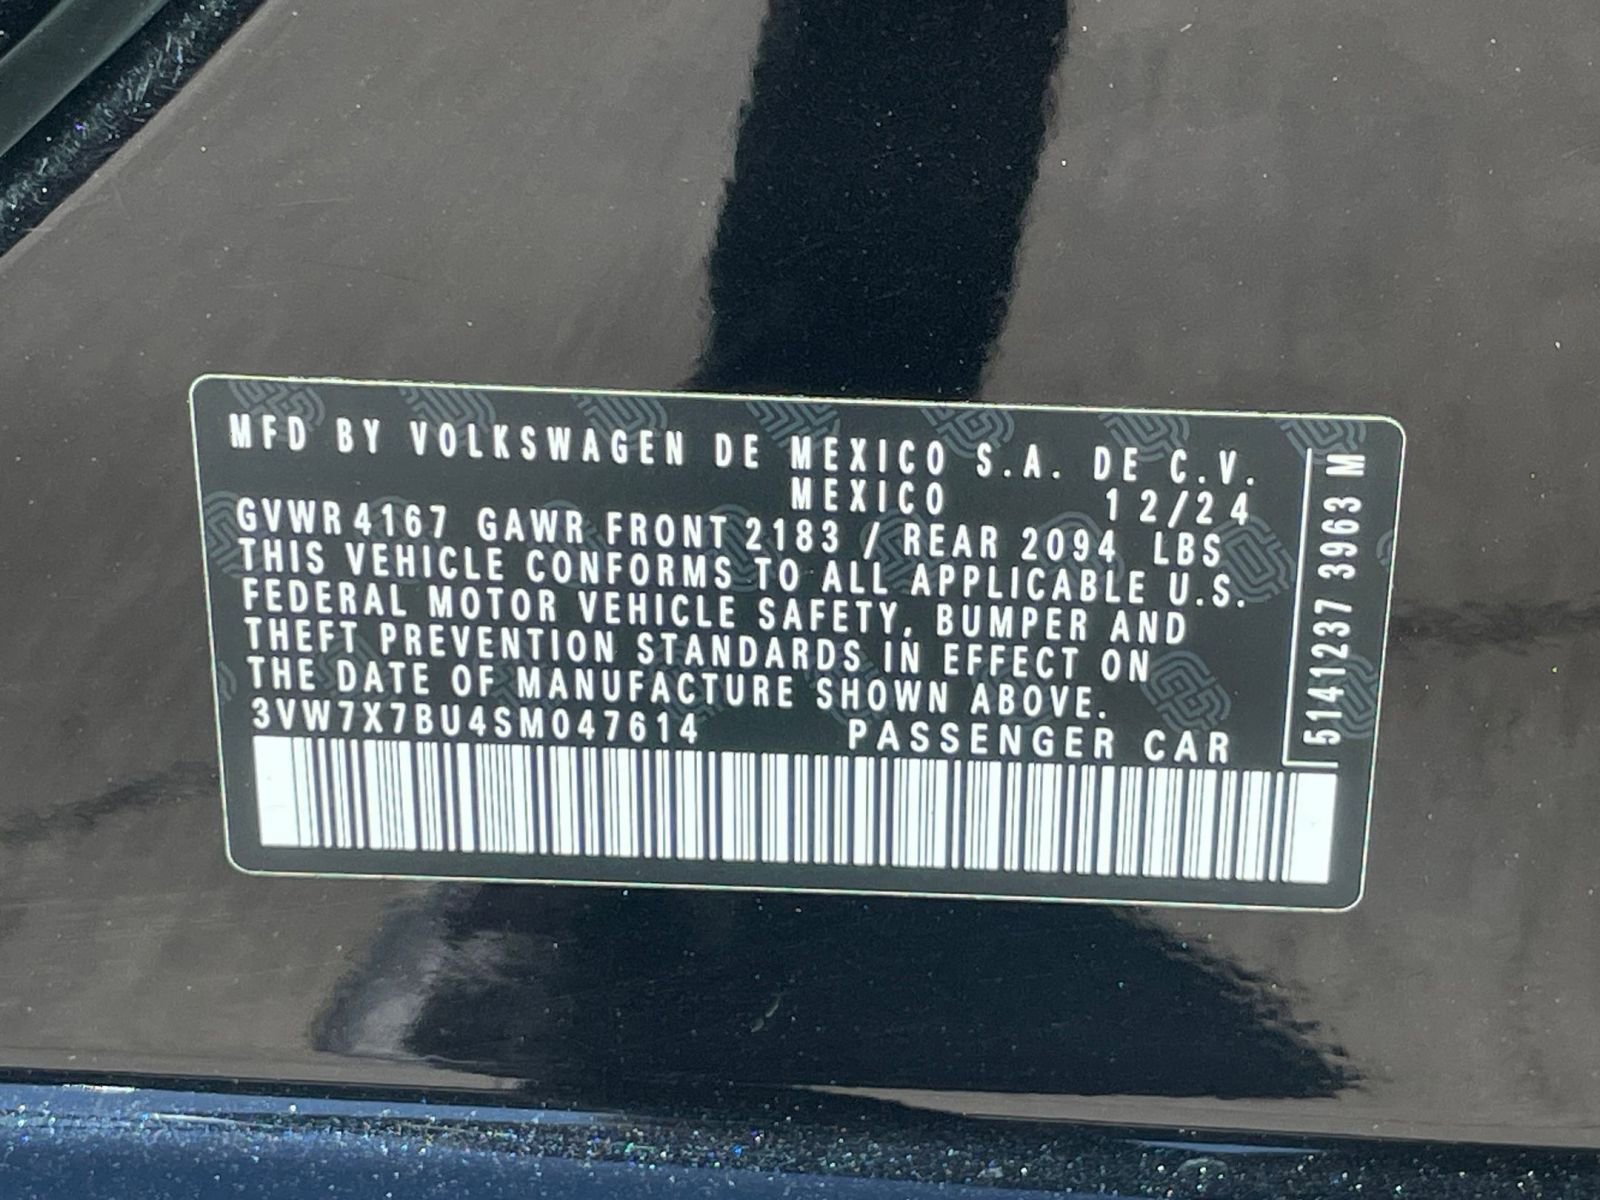 MFD BY VOLKSWAGEN DE MEXICO S.A. DE C.V.
MEXICO 12/24
GVWR 4167 GAWR FRONT 2183 / REAR 2094 LBS
THIS VEHICLE CONFORMS TO ALL APPLICABLE U.S.
FEDERAL MOTOR VEHICLE SAFETY, BUMPER AND
THEFT PREVENTION STANDARDS IN EFFECT ON
THE DATE OF MANUFACTURE SHOWN ABOVE.
3VW7X7BU4SM047614 PASSENGER CAR
5141237 3963 M